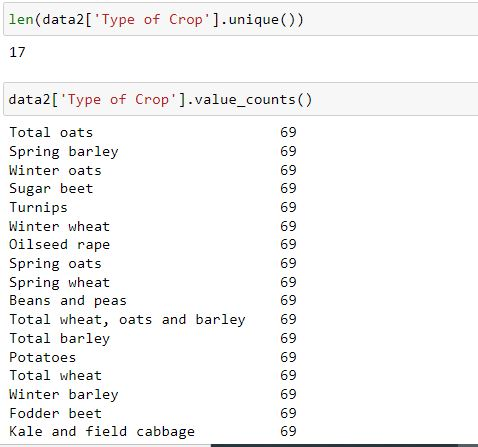 len(data2['Type of Crop'].unique())
17
data2['Type of Crop'].value_counts()
Total oats 69
Spring barley 69
Winter oats 69
Sugar beet 69
Turnips 69
Winter wheat 69
Oilseed rape 69
Spring oats 69
Spring wheat 69
Beans and peas 69
Total wheat, oats and barley 69
Total barley 69
Potatoes 69
Total wheat 69
Winter barley 69
Fodder beet 69
Kale and field cabbage 69